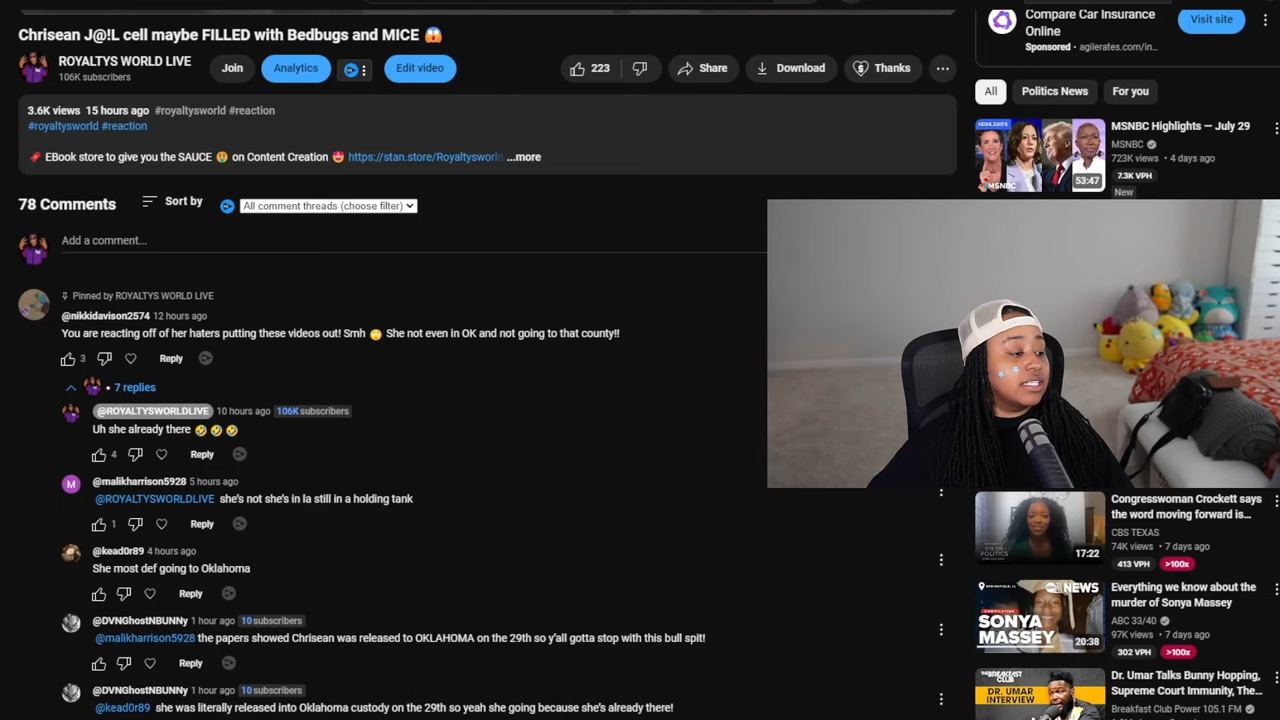 Chrisean J@!L cell maybe FILLED with Bedbugs and MICE 😱
ROYALTYS WORLD LIVE
106K subscribers
Join
Analytics
Edit video
223
Share
Download
Thanks
3.6K views 15 hours ago #royaltysworld #reaction
#royaltysworld #reaction
🧨 EBook store to give you the SAUCE 🤑 on Content Creation 🤩 https://stan.store/Royaltysworld ...more
78 Comments
Sort by
All comment threads (choose filter)
Add a comment...
Pinned by ROYALTYS WORLD LIVE
@nikkidavison2574 12 hours ago
You are reacting off of her haters putting these videos out! Smh 🙄 She not even in OK and not going to that county!!
3
Reply
7 replies
@ROYALTYSWORLDLIVE 10 hours ago 106K subscribers
Uh she already there 🤣🤣🤣
4
Reply
M
@malikharrison5928 5 hours ago
@ROYALTYSWORLDLIVE she's not she's in la still in a holding tank
1
Reply
@kead0r89 4 hours ago
She most def going to Oklahoma
Reply
@DVNGhostNBUNNy 1 hour ago 10 subscribers
@malikharrison5928 the papers showed Chrisean was released to OKLAHOMA on the 29th so y'all gotta stop with this bull spit!
Reply
@DVNGhostNBUNNy 1 hour ago 10 subscribers
@kead0r89 she was literally released into Oklahoma custody on the 29th so yeah she going because she's already there!
Compare Car Insurance
Online
Sponsored · agilerates.com/in...
Visit site
All
Politics News
For you
HIGHLIGHTS
MSNBC
53:47
MSNBC Highlights — July 29
MSNBC
723K views · 4 days ago
7.3K VPH
New
17:22
Congresswoman Crockett says
the word moving forward is...
CBS TEXAS
74K views · 7 days ago
413 VPH >100x
NEWS
COMPILATION
SONYA
MASSEY
20:38
Everything we know about the
murder of Sonya Massey
ABC 33/40
97K views · 7 days ago
302 VPH >100x
BREAKFAST
CLUB
DR. UMAR
INTERVIEW
Dr. Umar Talks Bunny Hopping,
Supreme Court Immunity, The...
Breakfast Club Power 105.1 FM